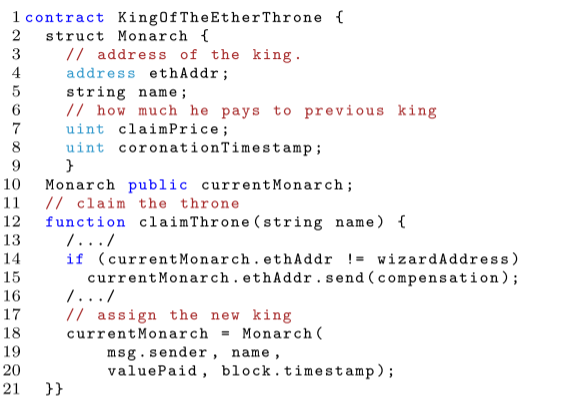 1 contract KingOfTheEtherThrone {
2   struct Monarch {
3     // address of the king.
4     address ethAddr;
5     string name;
6     // how much he pays to previous king
7     uint claimPrice;
8     uint coronationTimestamp;
9     }
10   Monarch public currentMonarch;
11   // claim the throne
12   function claimThrone(string name) {
13     /.../
14     if (currentMonarch.ethAddr != wizardAddress)
15       currentMonarch.ethAddr.send(compensation);
16     /.../
17     // assign the new king
18     currentMonarch = Monarch(
19         msg.sender, name,
20         valuePaid, block.timestamp);
21   }}